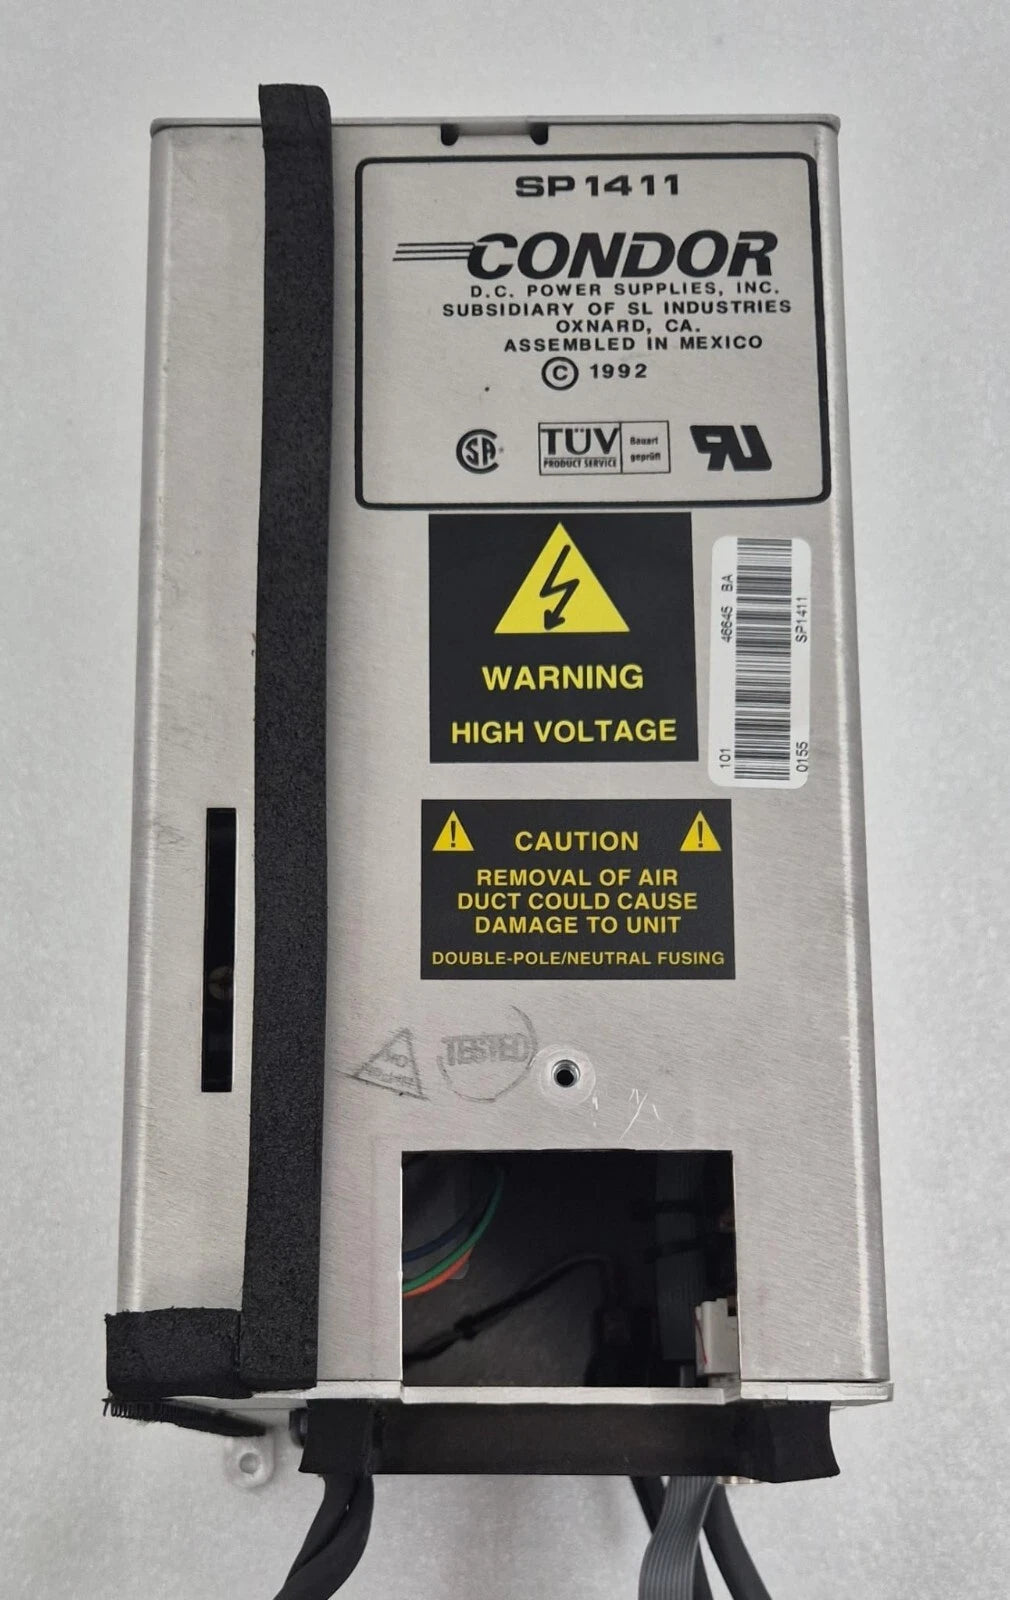 SP1411
CONDOR
D.C. POWER SUPPLIES, INC.
SUBSIDIARY OF SL INDUSTRIES
OXNARD, CA.
ASSEMBLED IN MEXICO
© 1992
SA
TÜV
PRODUCT SERVICE
Bauart
geprüft
RU
WARNING
HIGH VOLTAGE
101 46645 BA
0155 SP1411
! CAUTION !
REMOVAL OF AIR
DUCT COULD CAUSE
DAMAGE TO UNIT
DOUBLE-POLE/NEUTRAL FUSING
TESTED